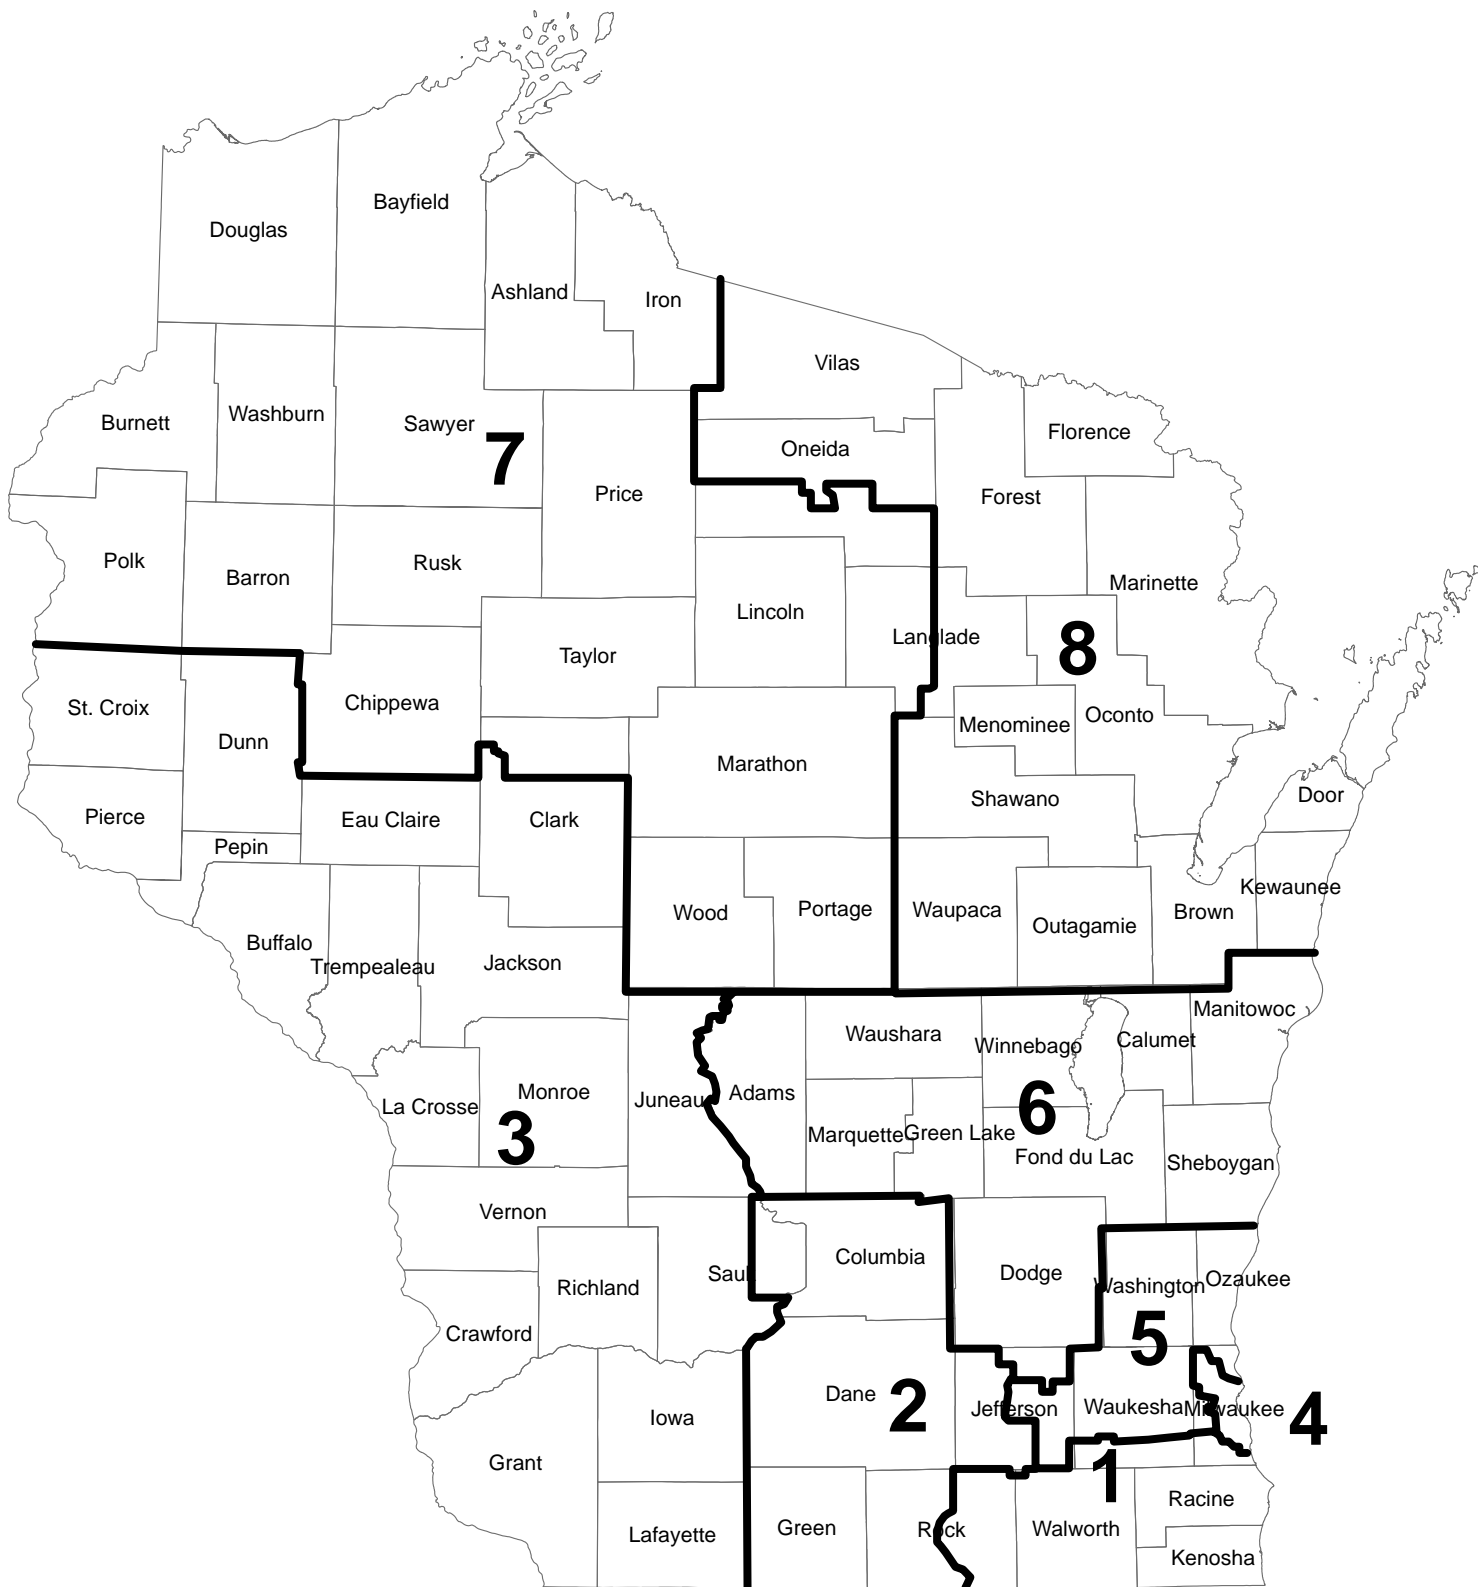 Bayfield
Douglas
Ashland
Iron
Vilas
Burnett
Washburn
Sawyer
7
Florence
Oneida
Price
Forest
Polk
Barron
Rusk
Marinette
Lincoln
Langlade
8
Taylor
St. Croix
Chippewa
Dunn
Menominee
Oconto
Marathon
Shawano
Door
Pierce
Eau Claire
Clark
Pepin
Kewaunee
Wood
Portage
Waupaca
Outagamie
Brown
Buffalo
Trempealeau
Jackson
Manitowoc
Waushara
Winnebago
Calumet
La Crosse
Monroe
Juneau
Adams
6
3
Marquette
Green Lake
Fond du Lac
Sheboygan
Vernon
Columbia
Sauk
Dodge
Washington
Ozaukee
Richland
Crawford
5
Dane
2
Jefferson
Waukesha
Milwaukee
4
Iowa
Grant
1
Racine
Lafayette
Green
Rock
Walworth
Kenosha